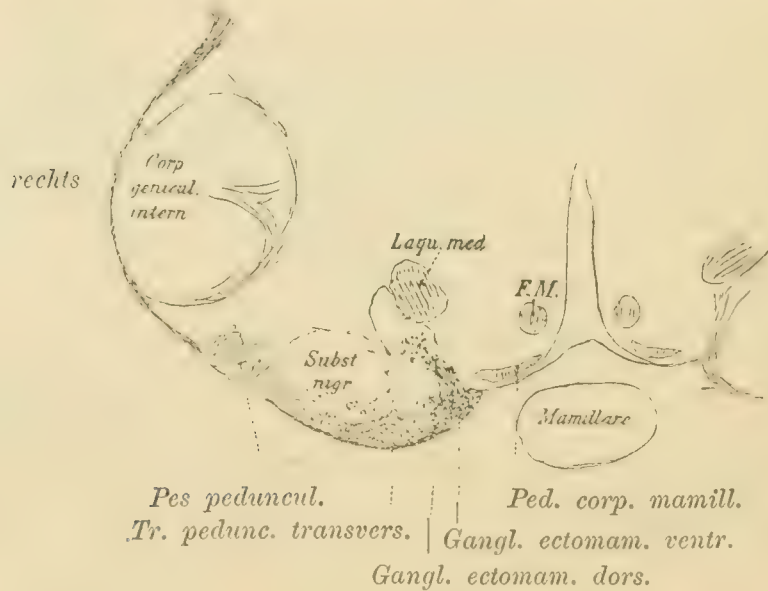 rechts
Corp
genicul.
intern
Laqu. med
F.M.
Subst
nigr
Mamillare
Pes peduncul.
Ped. corp. mamill.
Tr. pedunc. transvers.
Gangl. ectomam. ventr.
Gangl. ectomam. dors.